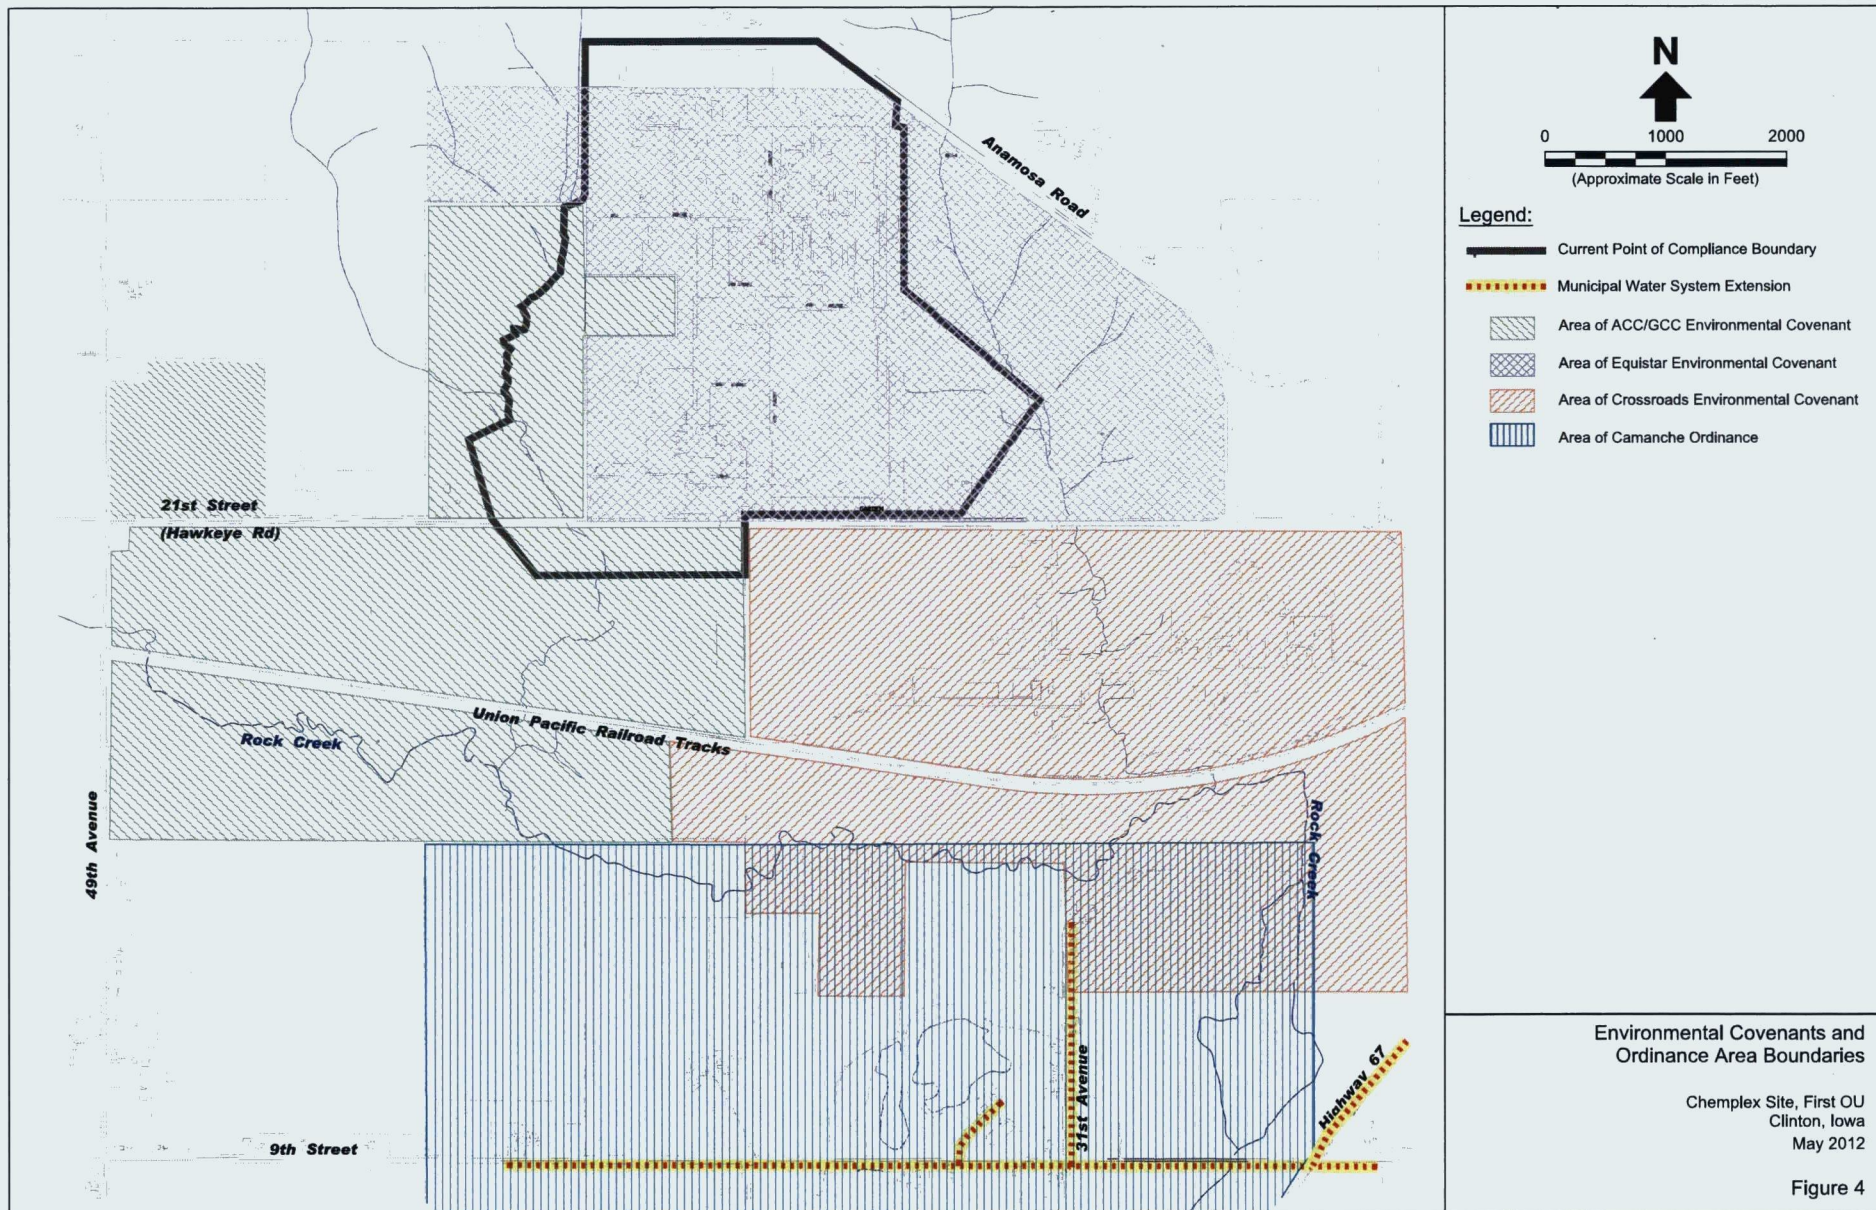 N
0 1000 2000
(Approximate Scale in Feet)
Legend:
Current Point of Compliance Boundary
Municipal Water System Extension
Area of ACC/GCC Environmental Covenant
Area of Equistar Environmental Covenant
Area of Crossroads Environmental Covenant
Area of Camanche Ordinance
Anamosa Road
21st Street
(Hawkeye Rd)
Union Pacific Railroad Tracks
Rock Creek
Rock Creek
49th Avenue
31st Avenue
Highway 67
9th Street
Environmental Covenants and
Ordinance Area Boundaries
Chemplex Site, First OU
Clinton, Iowa
May 2012
Figure 4